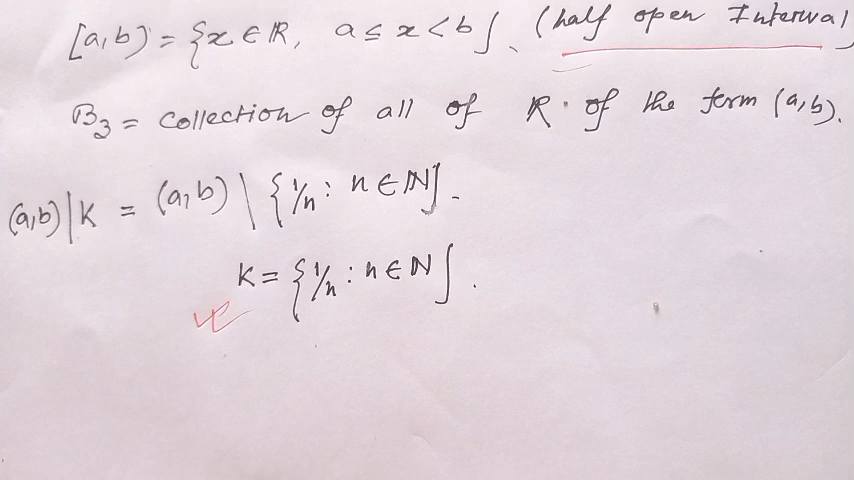 [a,b) = {x ∈ ℝ, a ≤ x < b}. (half open Interval)
B₃ = collection of all of ℝ. of the form (a,b).
(a,b)|K = (a,b) \ {1/n : n ∈ ℕ}.
K = {1/n : n ∈ ℕ}.